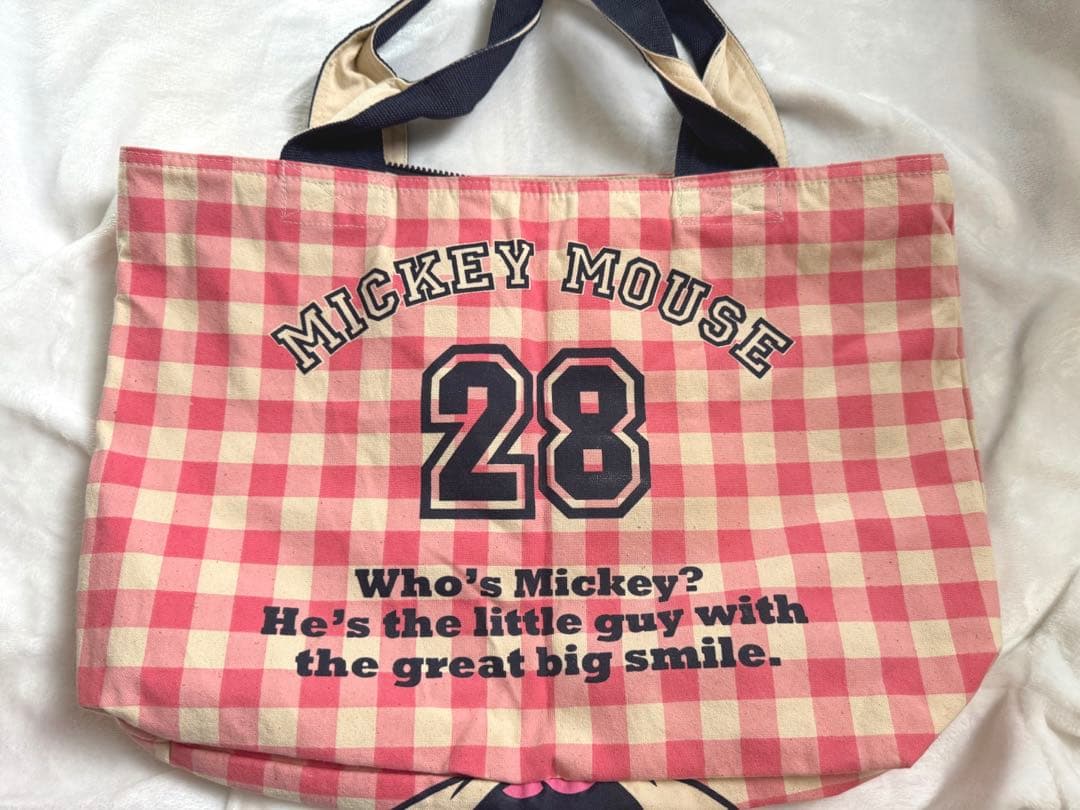 MICKEY MOUSE
28
Who's Mickey?
He's the little guy with
the great big smile.